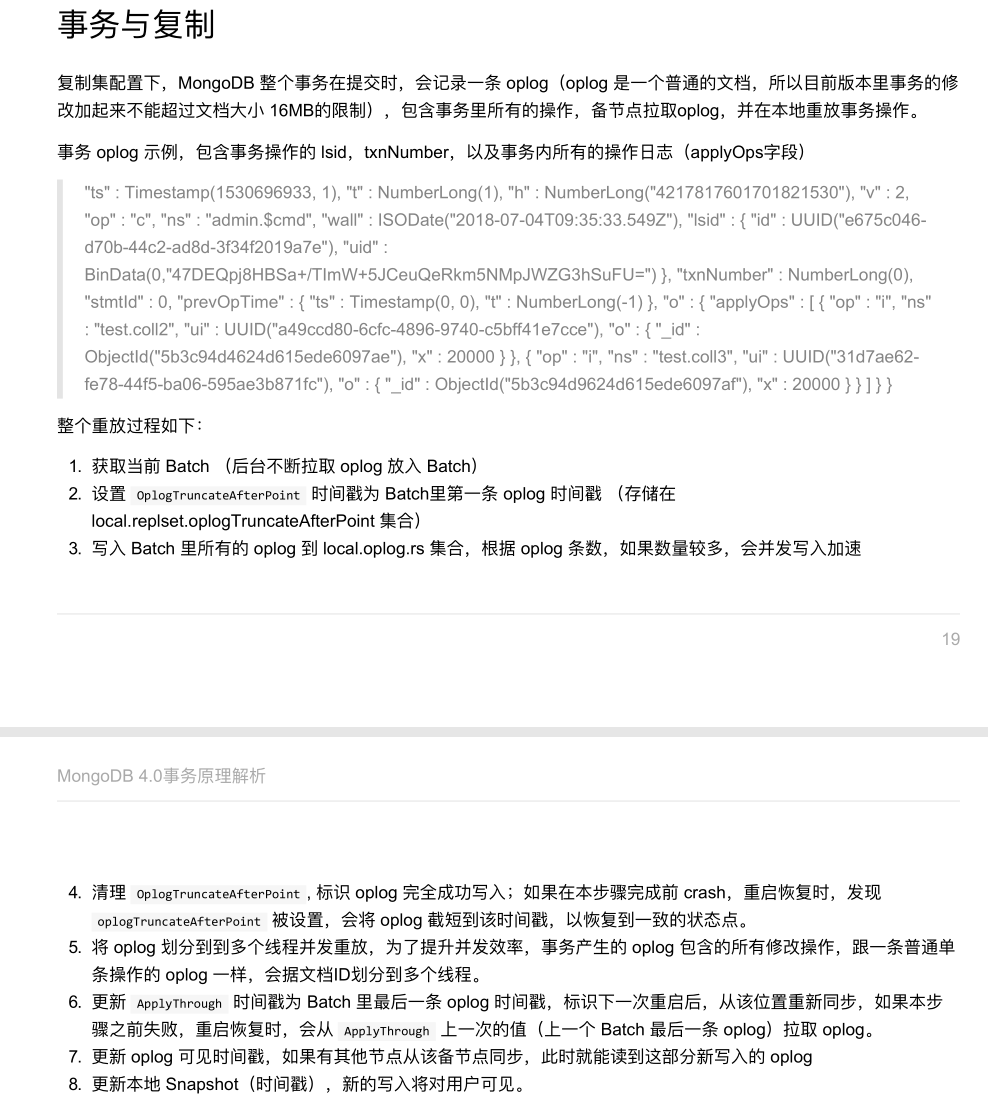 事务与复制
复制集配置下，MongoDB 整个事务在提交时，会记录一条 oplog（oplog 是一个普通的文档，所以目前版本里事务的修
改加起来不能超过文档大小 16MB的限制），包含事务里所有的操作，备节点拉取oplog，并在本地重放事务操作。
事务 oplog 示例，包含事务操作的 lsid，txnNumber，以及事务内所有的操作日志（applyOps字段）
"ts" : Timestamp(1530696933, 1), "t" : NumberLong(1), "h" : NumberLong("4217817601701821530"), "v" : 2,
"op" : "c", "ns" : "admin.$cmd", "wall" : ISODate("2018-07-04T09:35:33.549Z"), "lsid" : { "id" : UUID("e675c046-
d70b-44c2-ad8d-3f34f2019a7e"), "uid" :
BinData(0,"47DEQpj8HBSa+/TImW+5JCeuQeRkm5NMpJWZG3hSuFU=") }, "txnNumber" : NumberLong(0),
"stmtId" : 0, "prevOpTime" : { "ts" : Timestamp(0, 0), "t" : NumberLong(-1) }, "o" : { "applyOps" : [ { "op" : "i", "ns"
: "test.coll2", "ui" : UUID("a49ccd80-6cfc-4896-9740-c5bff41e7cce"), "o" : { "_id" :
ObjectId("5b3c94d4624d615ede6097ae"), "x" : 20000 } }, { "op" : "i", "ns" : "test.coll3", "ui" : UUID("31d7ae62-
fe78-44f5-ba06-595ae3b871fc"), "o" : { "_id" : ObjectId("5b3c94d9624d615ede6097af"), "x" : 20000 } } ] } }
整个重放过程如下：
1. 获取当前 Batch （后台不断拉取 oplog 放入 Batch）
2. 设置 OplogTruncateAfterPoint 时间戳为 Batch里第一条 oplog 时间戳 （存储在
local.replset.oplogTruncateAfterPoint 集合）
3. 写入 Batch 里所有的 oplog 到 local.oplog.rs 集合，根据 oplog 条数，如果数量较多，会并发写入加速
19
MongoDB 4.0事务原理解析
4. 清理 OplogTruncateAfterPoint , 标识 oplog 完全成功写入；如果在本步骤完成前 crash，重启恢复时，发现
oplogTruncateAfterPoint 被设置，会将 oplog 截短到该时间戳，以恢复到一致的状态点。
5. 将 oplog 划分到到多个线程并发重放，为了提升并发效率，事务产生的 oplog 包含的所有修改操作，跟一条普通单
条操作的 oplog 一样，会据文档ID划分到多个线程。
6. 更新 ApplyThrough 时间戳为 Batch 里最后一条 oplog 时间戳，标识下一次重启后，从该位置重新同步，如果本步
骤之前失败，重启恢复时，会从 ApplyThrough 上一次的值（上一个 Batch 最后一条 oplog）拉取 oplog。
7. 更新 oplog 可见时间戳，如果有其他节点从该备节点同步，此时就能读到这部分新写入的 oplog
8. 更新本地 Snapshot（时间戳），新的写入将对用户可见。